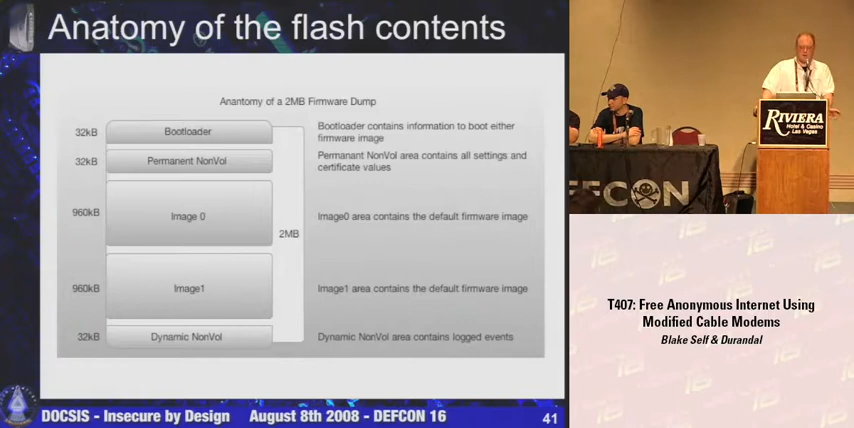 Anatomy of the flash contents
Anantomy of a 2MB Firmware Dump
32kB
Bootloader
Bootloader contains information to boot either
firmware image
32kB
Permanent NonVol
Permanant NonVol area contains all settings and
certificate values
960kB
Image 0
Image0 area contains the default firmware image
2MB
960kB
Image1
Image1 area contains the default firmware image
32kB
Dynamic NonVol
Dynamic NonVol area contains logged events
DOCSIS - Insecure by Design August 8th 2008 - DEFCON 16
41
RIVIERA
Hotel & Casino
Las Vegas
DEFCON
T407: Free Anonymous Internet Using
Modified Cable Modems
Blake Self & Durandal